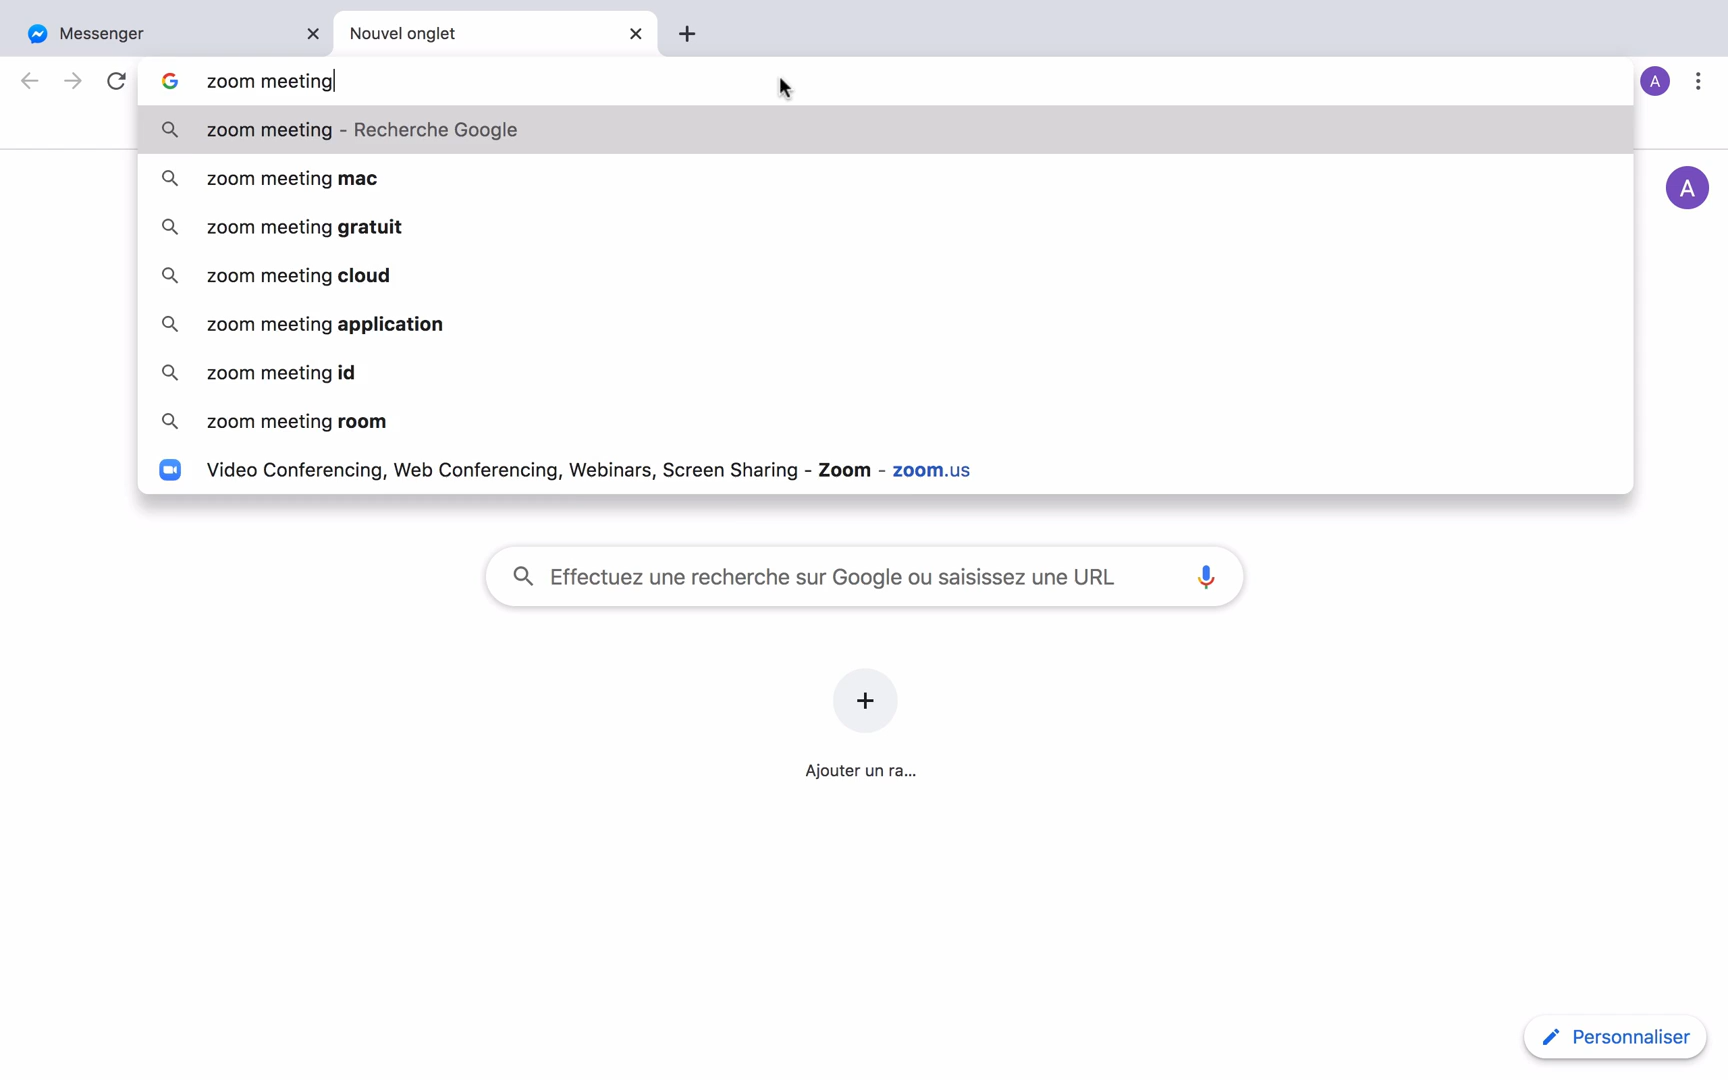 Messenger
Nouvel onglet
zoom meeting
A
zoom meeting - Recherche Google
zoom meeting mac
A
zoom meeting gratuit
zoom meeting cloud
zoom meeting application
zoom meeting id
zoom meeting room
Video Conferencing, Web Conferencing, Webinars, Screen Sharing - Zoom - zoom.us
Effectuez une recherche sur Google ou saisissez une URL
Ajouter un ra...
Personnaliser